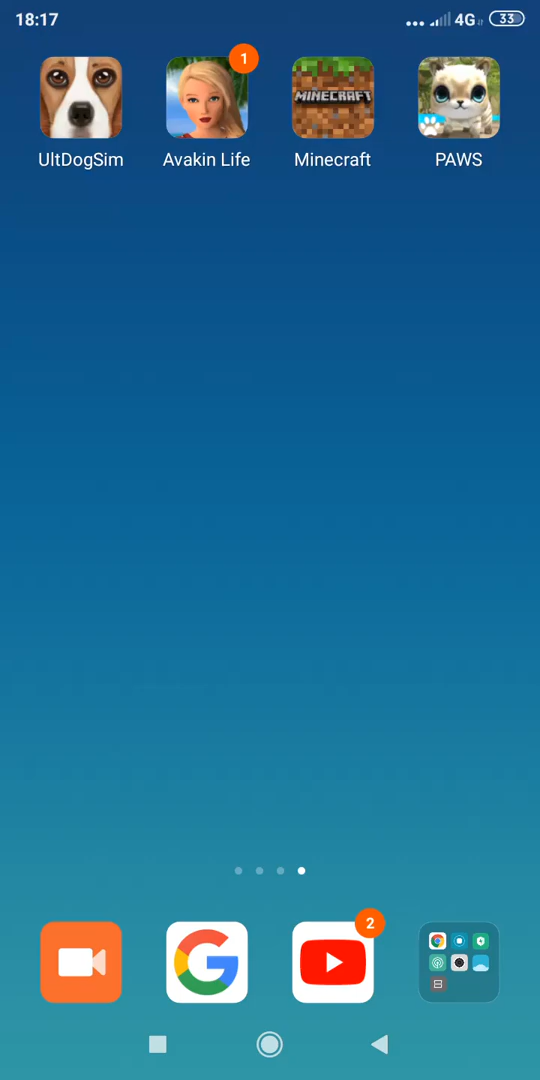 18:17 4G 33
1
MINECRAFT
UltDogSim Avakin Life Minecraft PAWS
2